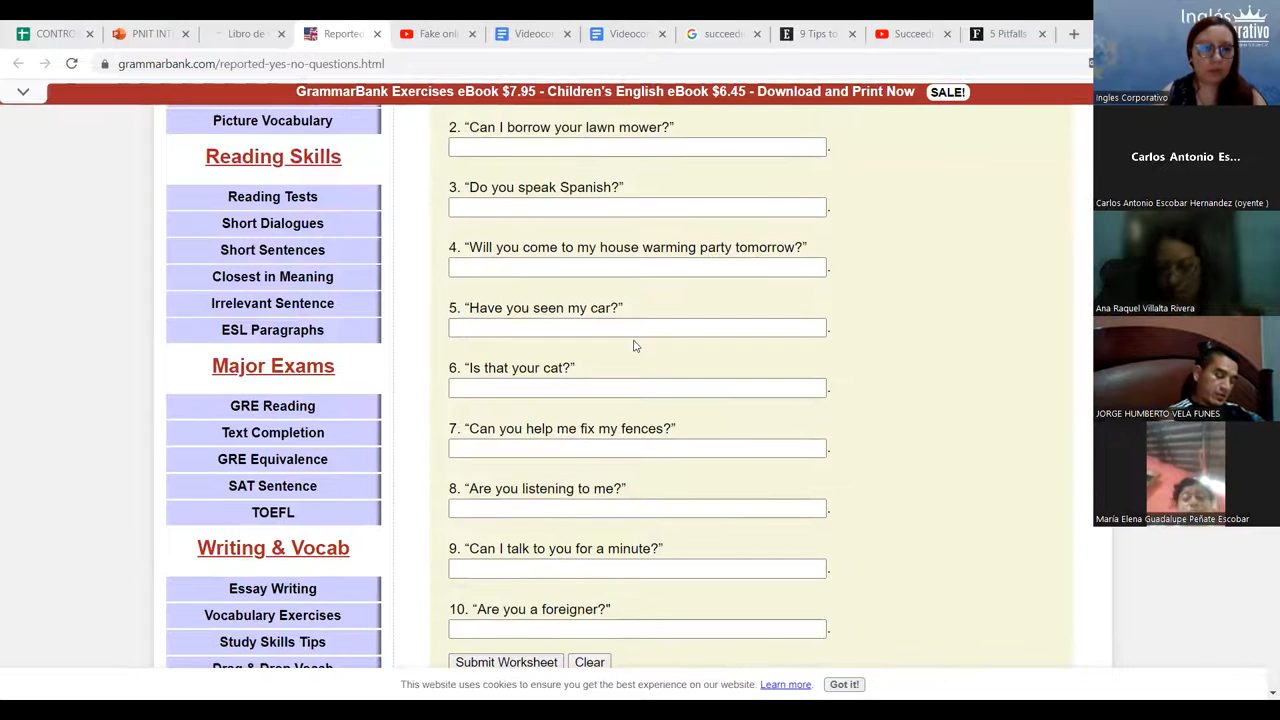 CONTRO
PNIT INT
Libro de
Reported
Fake onli
Videocor
Videocor
succeedi
9 Tips to
Succeed
5 Pitfalls
grammarbank.com/reported-yes-no-questions.html
GrammarBank Exercises eBook $7.95 - Children's English eBook $6.45 - Download and Print Now
SALE!
Picture Vocabulary
Reading Skills
Reading Tests
Short Dialogues
Short Sentences
Closest in Meaning
Irrelevant Sentence
ESL Paragraphs
Major Exams
GRE Reading
Text Completion
GRE Equivalence
SAT Sentence
TOEFL
Writing & Vocab
Essay Writing
Vocabulary Exercises
Study Skills Tips
Drag & Drop Vocab
2. “Can I borrow your lawn mower?”
.
3. “Do you speak Spanish?”
.
4. “Will you come to my house warming party tomorrow?”
.
5. “Have you seen my car?”
.
6. “Is that your cat?”
.
7. “Can you help me fix my fences?”
.
8. “Are you listening to me?”
.
9. “Can I talk to you for a minute?”
.
10. “Are you a foreigner?"
.
Submit Worksheet
Clear
This website uses cookies to ensure you get the best experience on our website. Learn more.
Got it!
Inglés
Ingles Corporativo
Carlos Antonio Es...
Carlos Antonio Escobar Hernandez (oyente )
Ana Raquel Villalta Rivera
JORGE HUMBERTO VELA FUNES
María Elena Guadalupe Peñate Escobar